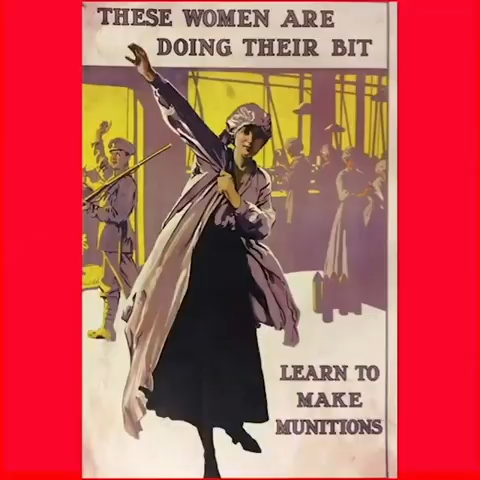 THESE WOMEN ARE
DOING THEIR BIT
LEARN TO
MAKE
MUNITIONS